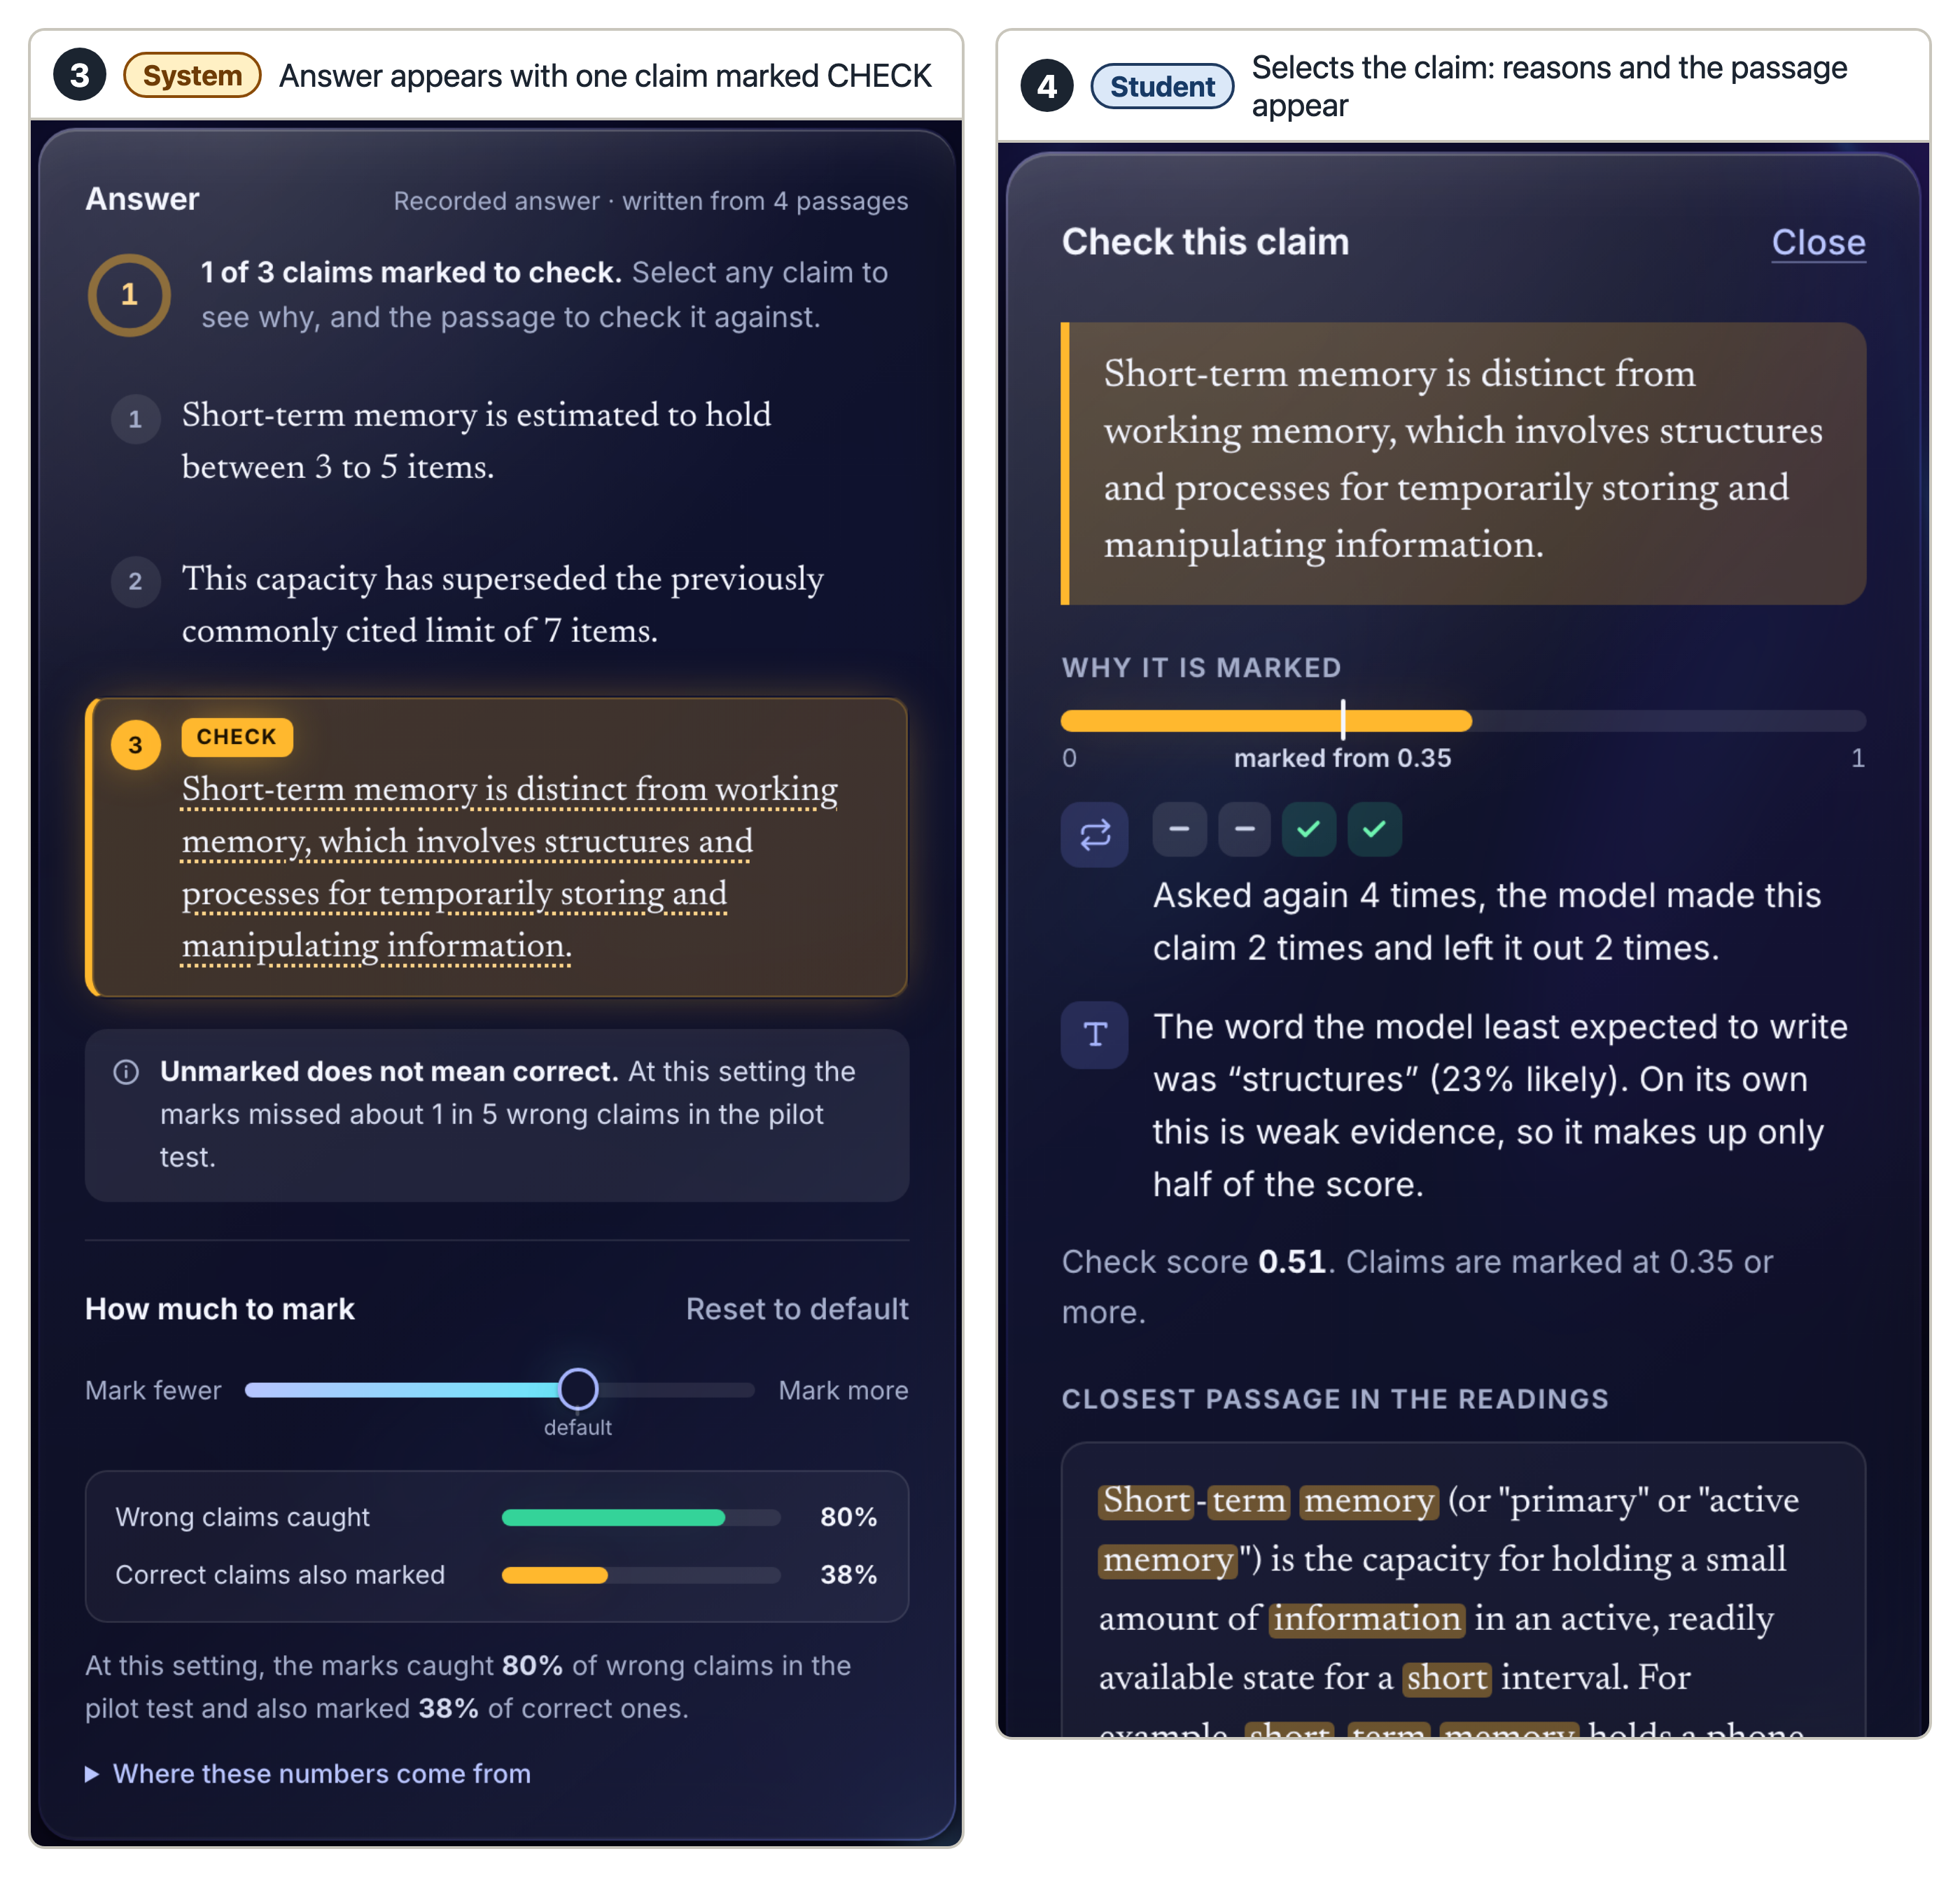 3 System Answer appears with one claim marked CHECK
Answer Recorded answer · written from 4 passages
1 1 of 3 claims marked to check. Select any claim to
see why, and the passage to check it against.
1 Short-term memory is estimated to hold
between 3 to 5 items.
2 This capacity has superseded the previously
commonly cited limit of 7 items.
3 CHECK
Short-term memory is distinct from working
memory, which involves structures and
processes for temporarily storing and
manipulating information.
Unmarked does not mean correct. At this setting the
marks missed about 1 in 5 wrong claims in the pilot
test.
How much to mark Reset to default
Mark fewer Mark more
default
Wrong claims caught 80%
Correct claims also marked 38%
At this setting, the marks caught 80% of wrong claims in the
pilot test and also marked 38% of correct ones.
Where these numbers come from
4 Student Selects the claim: reasons and the passage
appear
Check this claim Close
Short-term memory is distinct from
working memory, which involves structures
and processes for temporarily storing and
manipulating information.
WHY IT IS MARKED
0 marked from 0.35 1
Asked again 4 times, the model made this
claim 2 times and left it out 2 times.
T The word the model least expected to write
was “structures” (23% likely). On its own
this is weak evidence, so it makes up only
half of the score.
Check score 0.51. Claims are marked at 0.35 or
more.
CLOSEST PASSAGE IN THE READINGS
Short-term memory (or "primary" or "active
memory") is the capacity for holding a small
amount of information in an active, readily
available state for a short interval. For
example, short-term memory holds a phone